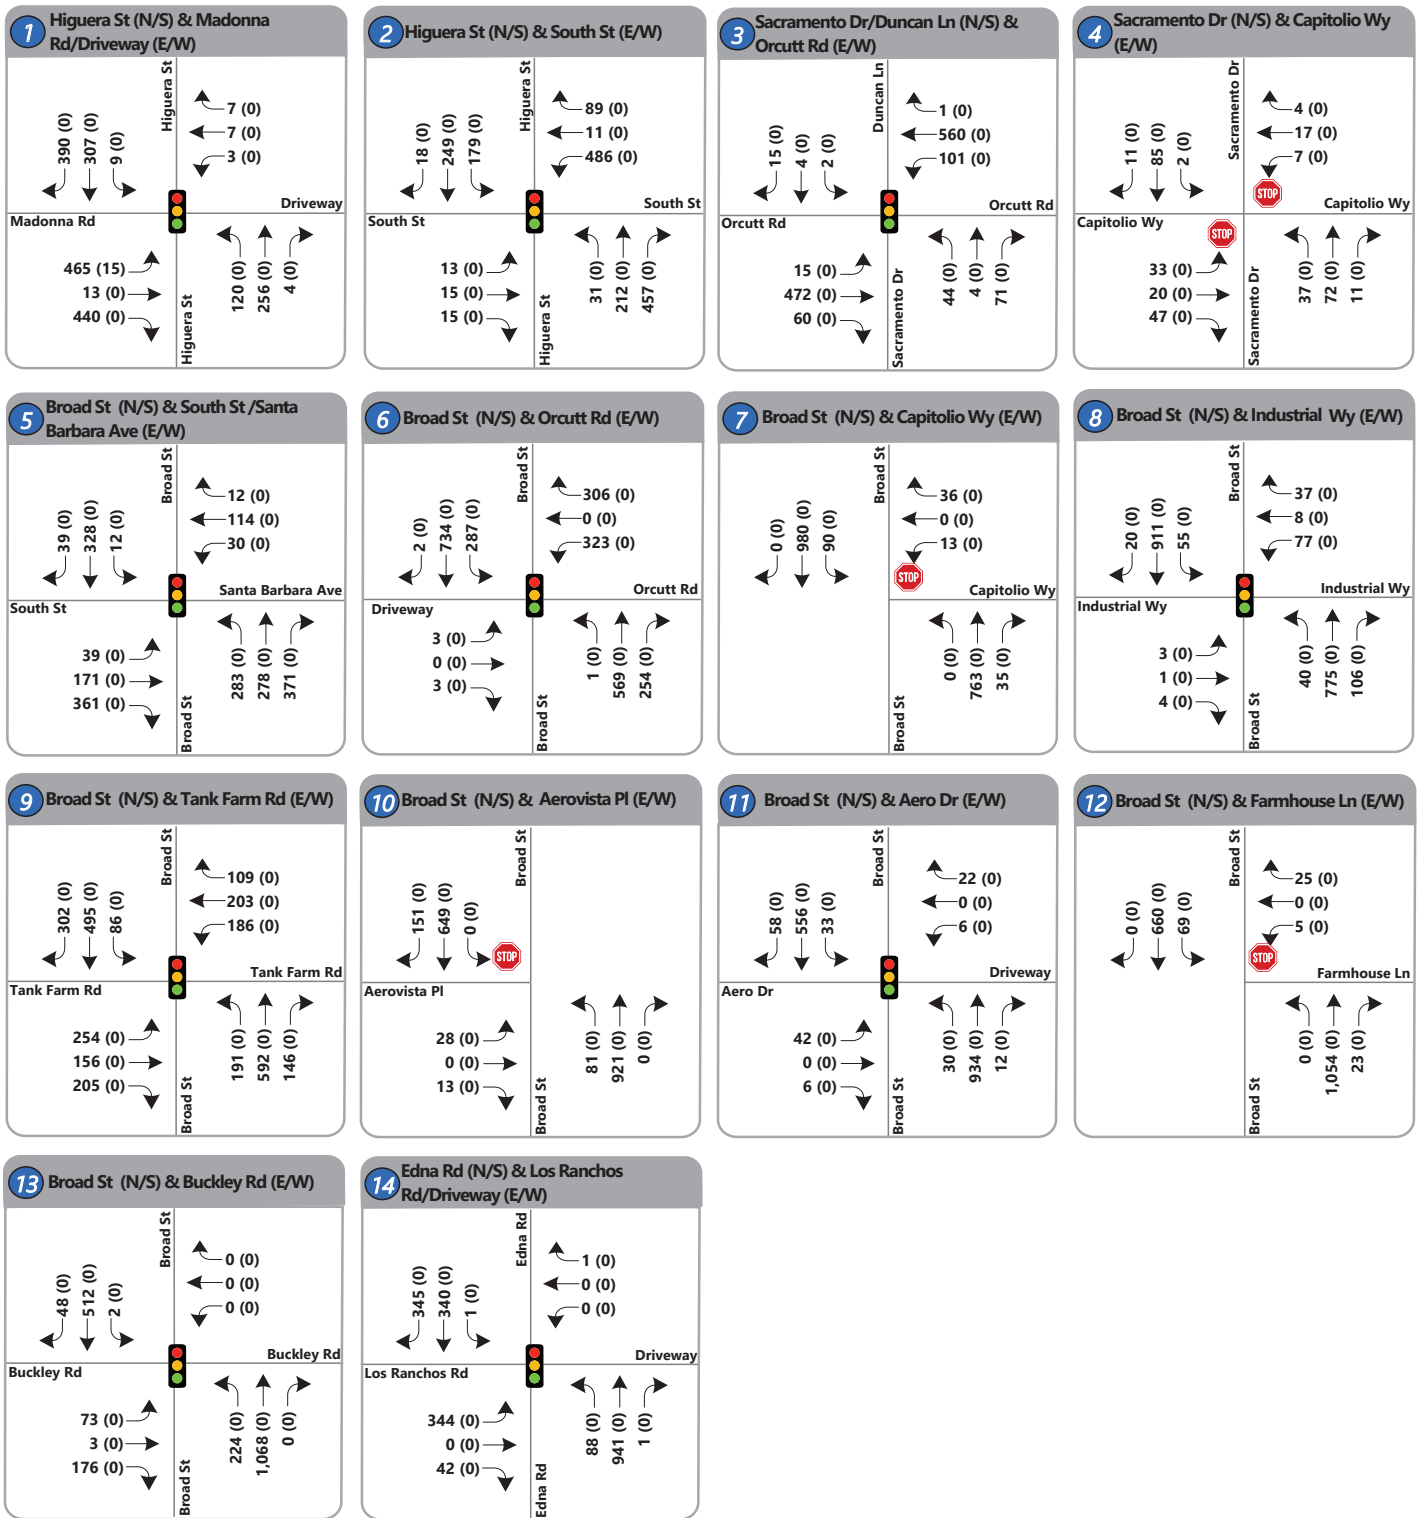 1
Higuera St (N/S) & Madonna
Rd/Driveway (E/W)
Higuera St
390 (0)
307 (0)
9 (0)
7 (0)
7 (0)
3 (0)
Driveway
Madonna Rd
465 (15)
13 (0)
440 (0)
120 (0)
256 (0)
4 (0)
Higuera St
2
Higuera St (N/S) & South St (E/W)
Higuera St
18 (0)
249 (0)
179 (0)
89 (0)
11 (0)
486 (0)
South St
South St
13 (0)
15 (0)
15 (0)
31 (0)
212 (0)
457 (0)
Higuera St
3
Sacramento Dr/Duncan Ln (N/S) &
Orcutt Rd (E/W)
Duncan Ln
15 (0)
4 (0)
2 (0)
1 (0)
560 (0)
101 (0)
Orcutt Rd
Orcutt Rd
15 (0)
472 (0)
60 (0)
44 (0)
4 (0)
71 (0)
Sacramento Dr
4
Sacramento Dr (N/S) & Capitolio Wy
(E/W)
Sacramento Dr
11 (0)
85 (0)
2 (0)
4 (0)
17 (0)
7 (0)
STOP
Capitolio Wy
Capitolio Wy
STOP
33 (0)
20 (0)
47 (0)
37 (0)
72 (0)
11 (0)
Sacramento Dr
5
Broad St (N/S) & South St /Santa
Barbara Ave (E/W)
Broad St
39 (0)
328 (0)
12 (0)
12 (0)
114 (0)
30 (0)
Santa Barbara Ave
South St
39 (0)
171 (0)
361 (0)
283 (0)
278 (0)
371 (0)
Broad St
6
Broad St (N/S) & Orcutt Rd (E/W)
Broad St
2 (0)
734 (0)
287 (0)
306 (0)
0 (0)
323 (0)
Orcutt Rd
Driveway
3 (0)
0 (0)
3 (0)
1 (0)
569 (0)
254 (0)
Broad St
7
Broad St (N/S) & Capitolio Wy (E/W)
Broad St
0 (0)
980 (0)
90 (0)
36 (0)
0 (0)
13 (0)
STOP
Capitolio Wy
0 (0)
763 (0)
35 (0)
Broad St
8
Broad St (N/S) & Industrial Wy (E/W)
Broad St
20 (0)
911 (0)
55 (0)
37 (0)
8 (0)
77 (0)
Industrial Wy
Industrial Wy
3 (0)
1 (0)
4 (0)
40 (0)
775 (0)
106 (0)
Broad St
9
Broad St (N/S) & Tank Farm Rd (E/W)
Broad St
302 (0)
495 (0)
86 (0)
109 (0)
203 (0)
186 (0)
Tank Farm Rd
Tank Farm Rd
254 (0)
156 (0)
205 (0)
191 (0)
592 (0)
146 (0)
Broad St
10
Broad St (N/S) & Aerovista Pl (E/W)
Broad St
151 (0)
649 (0)
0 (0)
STOP
Aerovista Pl
28 (0)
0 (0)
13 (0)
81 (0)
921 (0)
0 (0)
Broad St
11
Broad St (N/S) & Aero Dr (E/W)
Broad St
58 (0)
556 (0)
33 (0)
22 (0)
0 (0)
6 (0)
Driveway
Aero Dr
42 (0)
0 (0)
6 (0)
30 (0)
934 (0)
12 (0)
Broad St
12
Broad St (N/S) & Farmhouse Ln (E/W)
Broad St
0 (0)
660 (0)
69 (0)
25 (0)
0 (0)
5 (0)
STOP
Farmhouse Ln
0 (0)
1,054 (0)
23 (0)
Broad St
13
Broad St (N/S) & Buckley Rd (E/W)
Broad St
48 (0)
512 (0)
2 (0)
0 (0)
0 (0)
0 (0)
Buckley Rd
Buckley Rd
73 (0)
3 (0)
176 (0)
224 (0)
1,068 (0)
0 (0)
Broad St
14
Edna Rd (N/S) & Los Ranchos
Rd/Driveway (E/W)
Edna Rd
345 (0)
340 (0)
1 (0)
1 (0)
0 (0)
0 (0)
Driveway
Los Ranchos Rd
344 (0)
0 (0)
42 (0)
88 (0)
941 (0)
1 (0)
Edna Rd